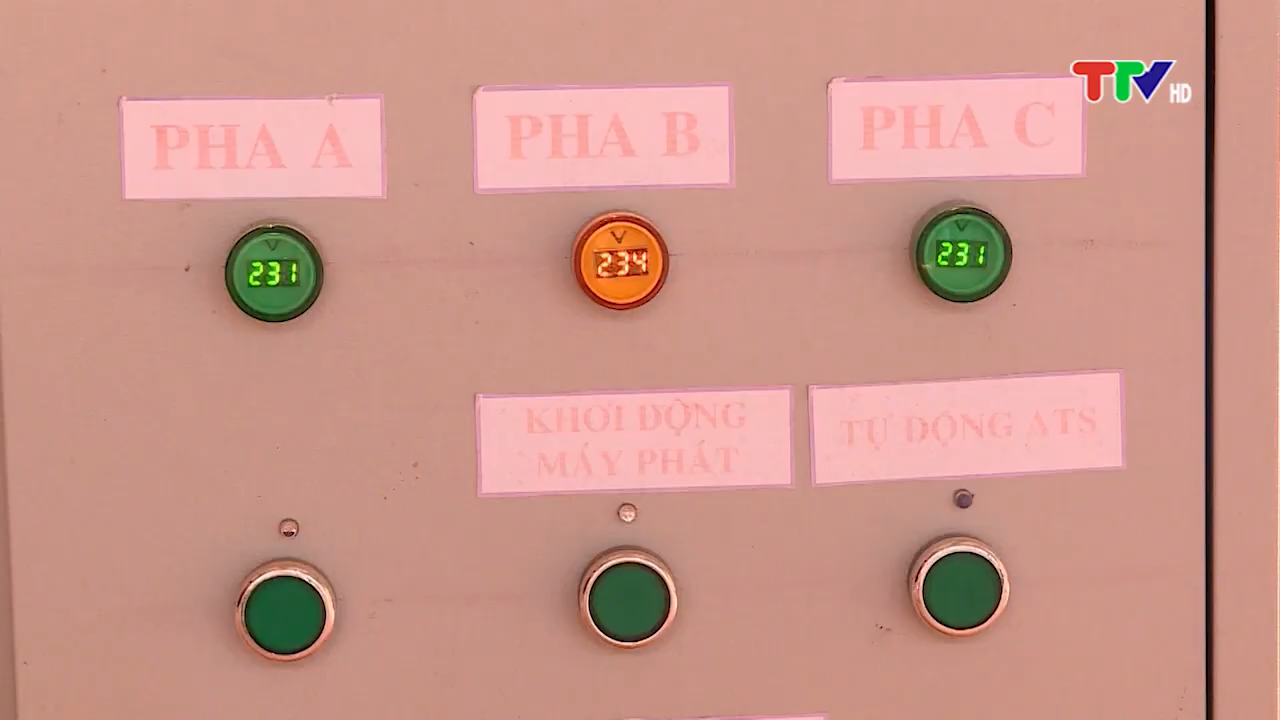 TTV HD
PHA A
PHA B
PHA C
V
231
V
234
V
231
KHỞI ĐỘNG
MÁY PHÁT
TỰ ĐỘNG ATS